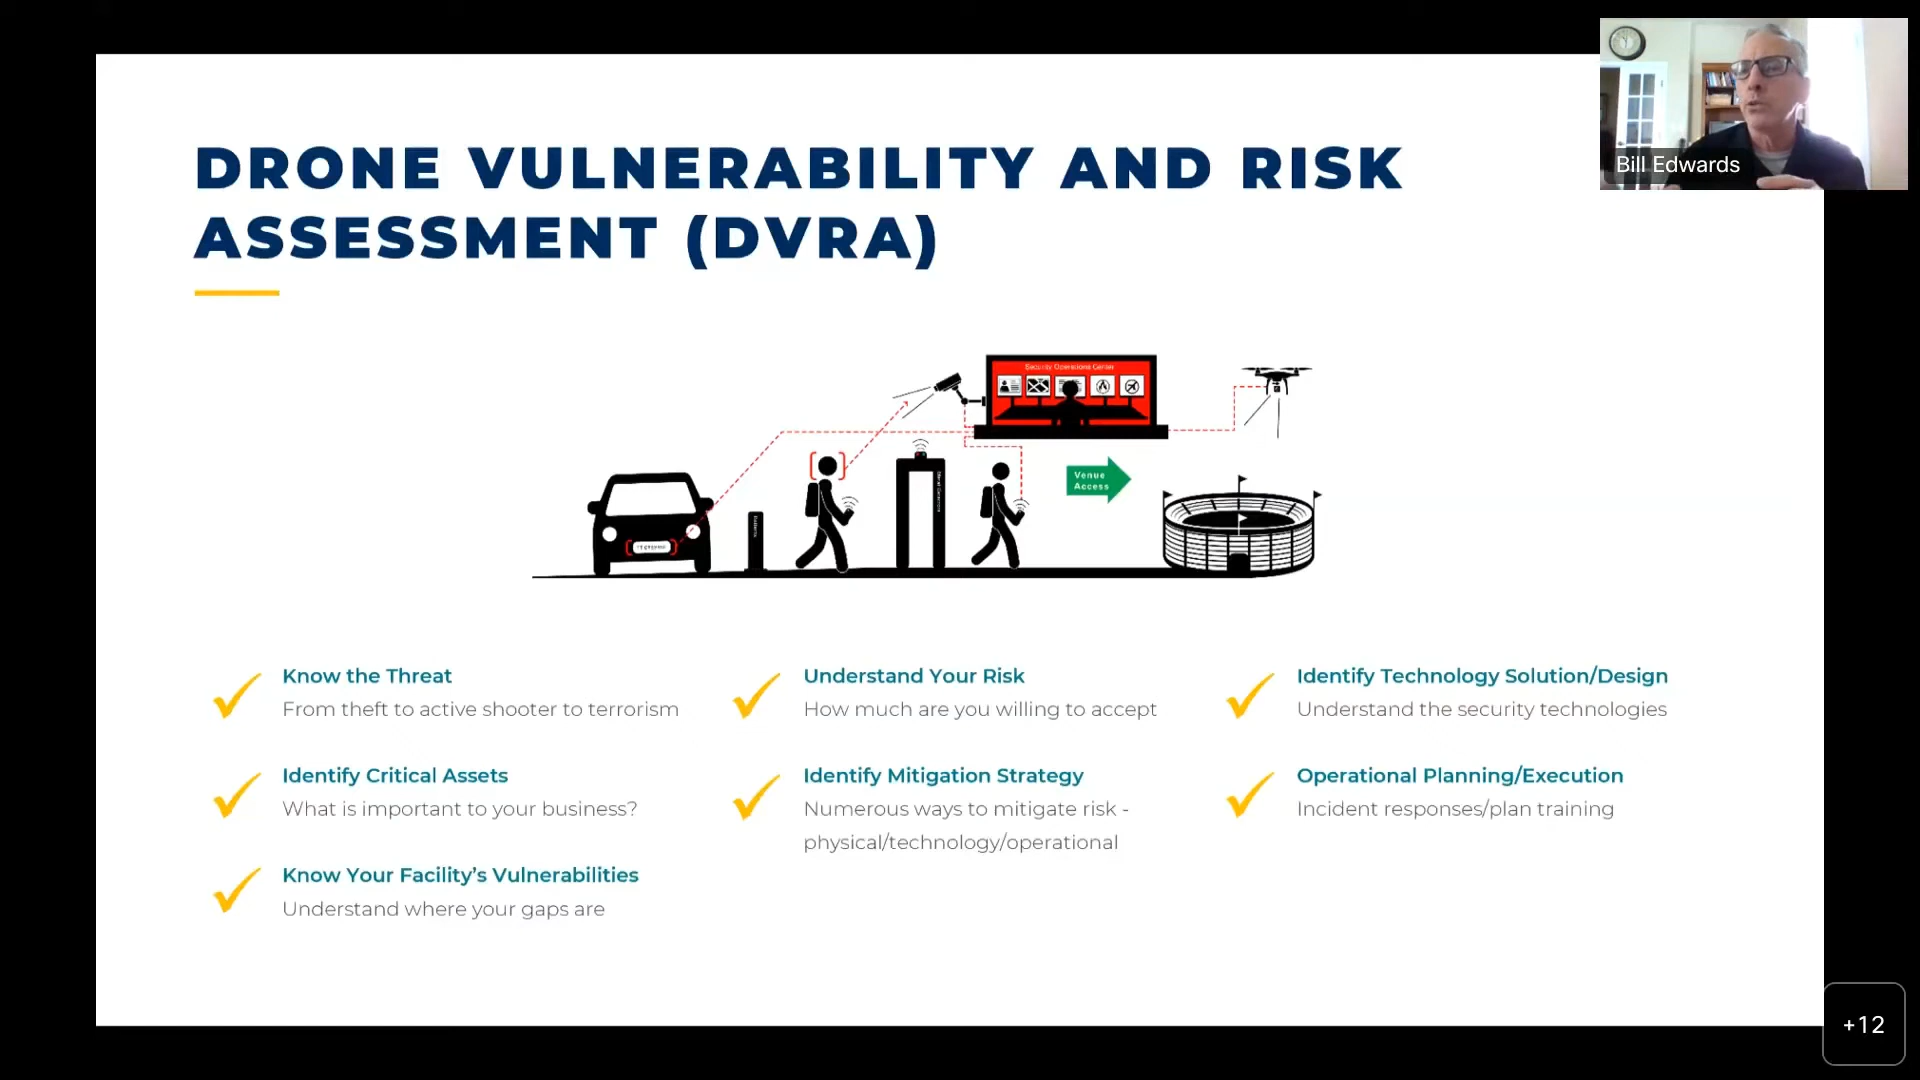 Bill Edwards
DRONE VULNERABILITY AND RISK
ASSESSMENT (DVRA)
Security Operations Center
Venue
Access
Know the Threat
From theft to active shooter to terrorism
Identify Critical Assets
What is important to your business?
Know Your Facility's Vulnerabilities
Understand where your gaps are
Understand Your Risk
How much are you willing to accept
Identify Mitigation Strategy
Numerous ways to mitigate risk -
physical/technology/operational
Identify Technology Solution/Design
Understand the security technologies
Operational Planning/Execution
Incident responses/plan training
+12